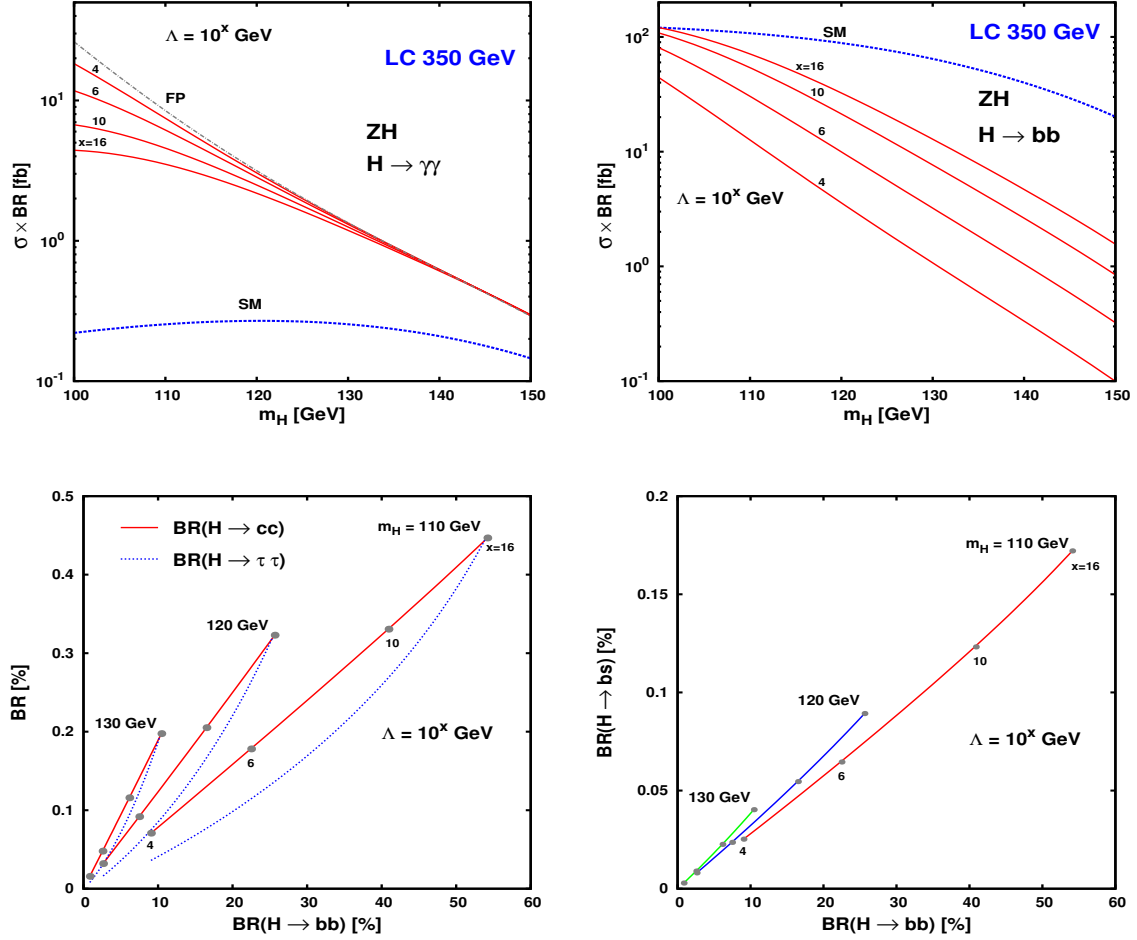 Λ = 10^x GeV
LC 350 GeV
4
FP
6
10
x=16
ZH
H → γγ
SM
10^1
10^0
10^-1
σ × BR [fb]
100 110 120 130 140 150
m_H [GeV]
SM
LC 350 GeV
x=16
10
ZH
6
H → bb
4
Λ = 10^x GeV
10^2
10^1
10^0
10^-1
σ × BR [fb]
100 110 120 130 140 150
m_H [GeV]
BR(H → cc)
BR(H → τ τ)
m_H = 110 GeV
x=16
120 GeV
10
130 GeV
Λ = 10^x GeV
6
4
0.5
0.4
0.3
0.2
0.1
0
BR [%]
0 10 20 30 40 50 60
BR(H → bb) [%]
m_H = 110 GeV
x=16
10
120 GeV
Λ = 10^x GeV
6
130 GeV
4
0.2
0.15
0.1
0.05
0
BR(H → bs) [%]
0 10 20 30 40 50 60
BR(H → bb) [%]